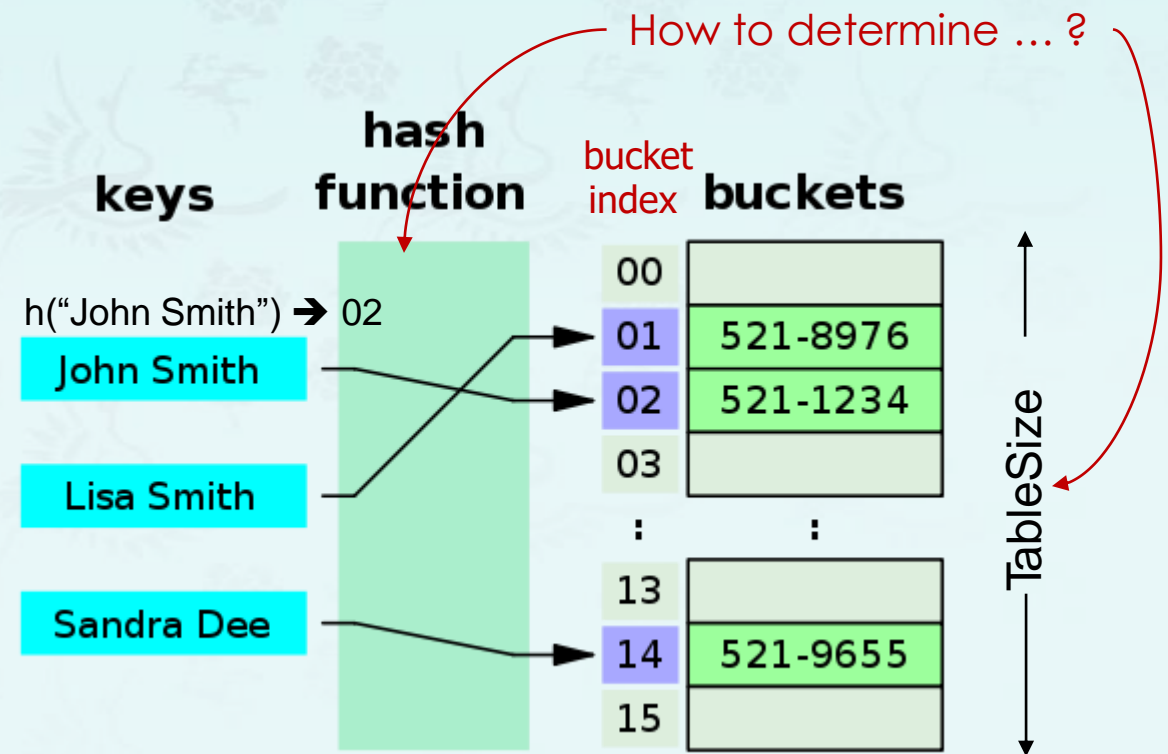 How to determine … ?
hash
function
keys
bucket
index
buckets
h(“John Smith”) ➔ 02
John Smith
Lisa Smith
Sandra Dee
00
01
521-8976
02
521-1234
03
:
:
13
14
521-9655
15
TableSize